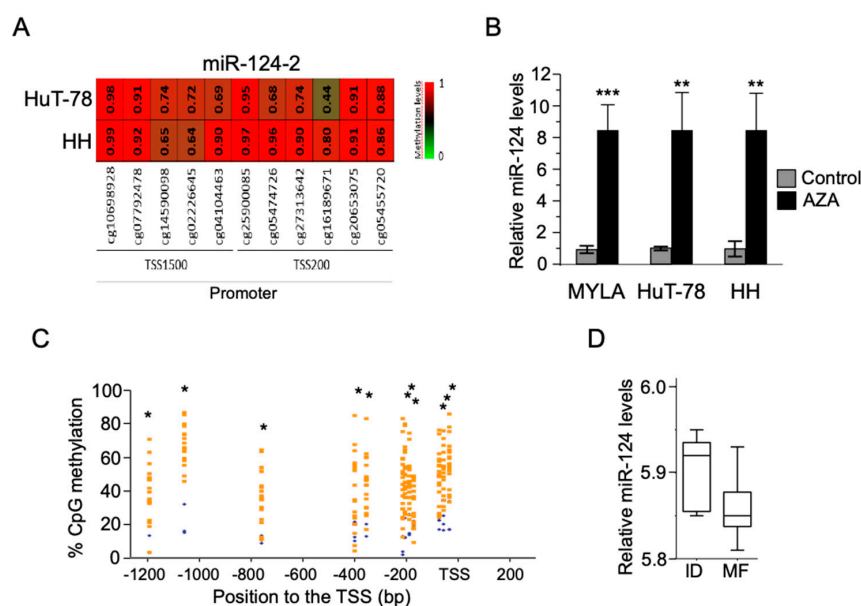 A
miR-124-2
HuT-78
0.98 0.91 0.74 0.72 0.69 0.95 0.68 0.74 0.44 0.91 0.88
HH
0.99 0.92 0.65 0.64 0.90 0.97 0.96 0.90 0.80 0.91 0.86
cg10698928 cg07792478 cg14590098 cg02226645 cg04104463 cg25900085 cg05474726 cg27313642 cg16189671 cg20653075 cg05455720
TSS1500 TSS200
Promoter
1
Methylation levels
0
B
Relative miR-124 levels
12
10
8
6
4
2
1
0
*** ** **
MYLA HuT-78 HH
Control
AZA
C
% CpG methylation
100
80
60
40
20
0
* * * * * * * * * * *
-1200 -1000 -800 -600 -400 -200 TSS 200
Position to the TSS (bp)
D
Relative miR-124 levels
6.0
5.9
5.8
ID MF